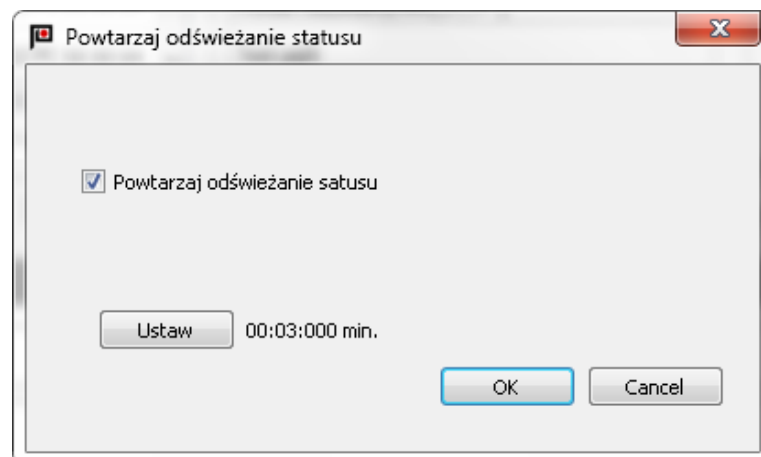 Powtarzaj odświeżanie statusu
Powtarzaj odświeżanie satusu
Ustaw 00:03:000 min.
OK Cancel